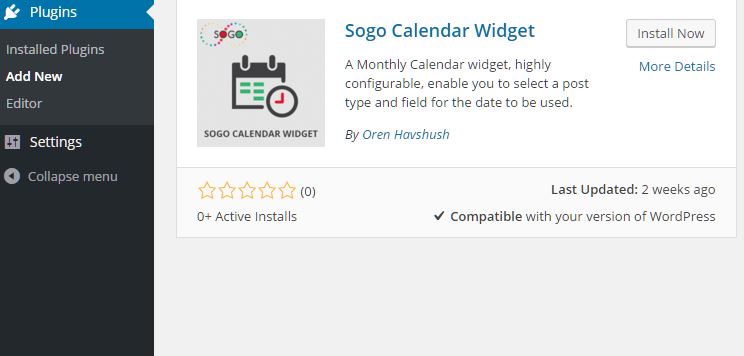 Plugins
Installed Plugins
Add New
Editor
Settings
Collapse menu
SOGO
SOGO CALENDAR WIDGET
Sogo Calendar Widget
Install Now
More Details
A Monthly Calendar widget, highly
configurable, enable you to select a post
type and field for the date to be used.
By Oren Havshush
(0)
Last Updated: 2 weeks ago
0+ Active Installs
Compatible with your version of WordPress